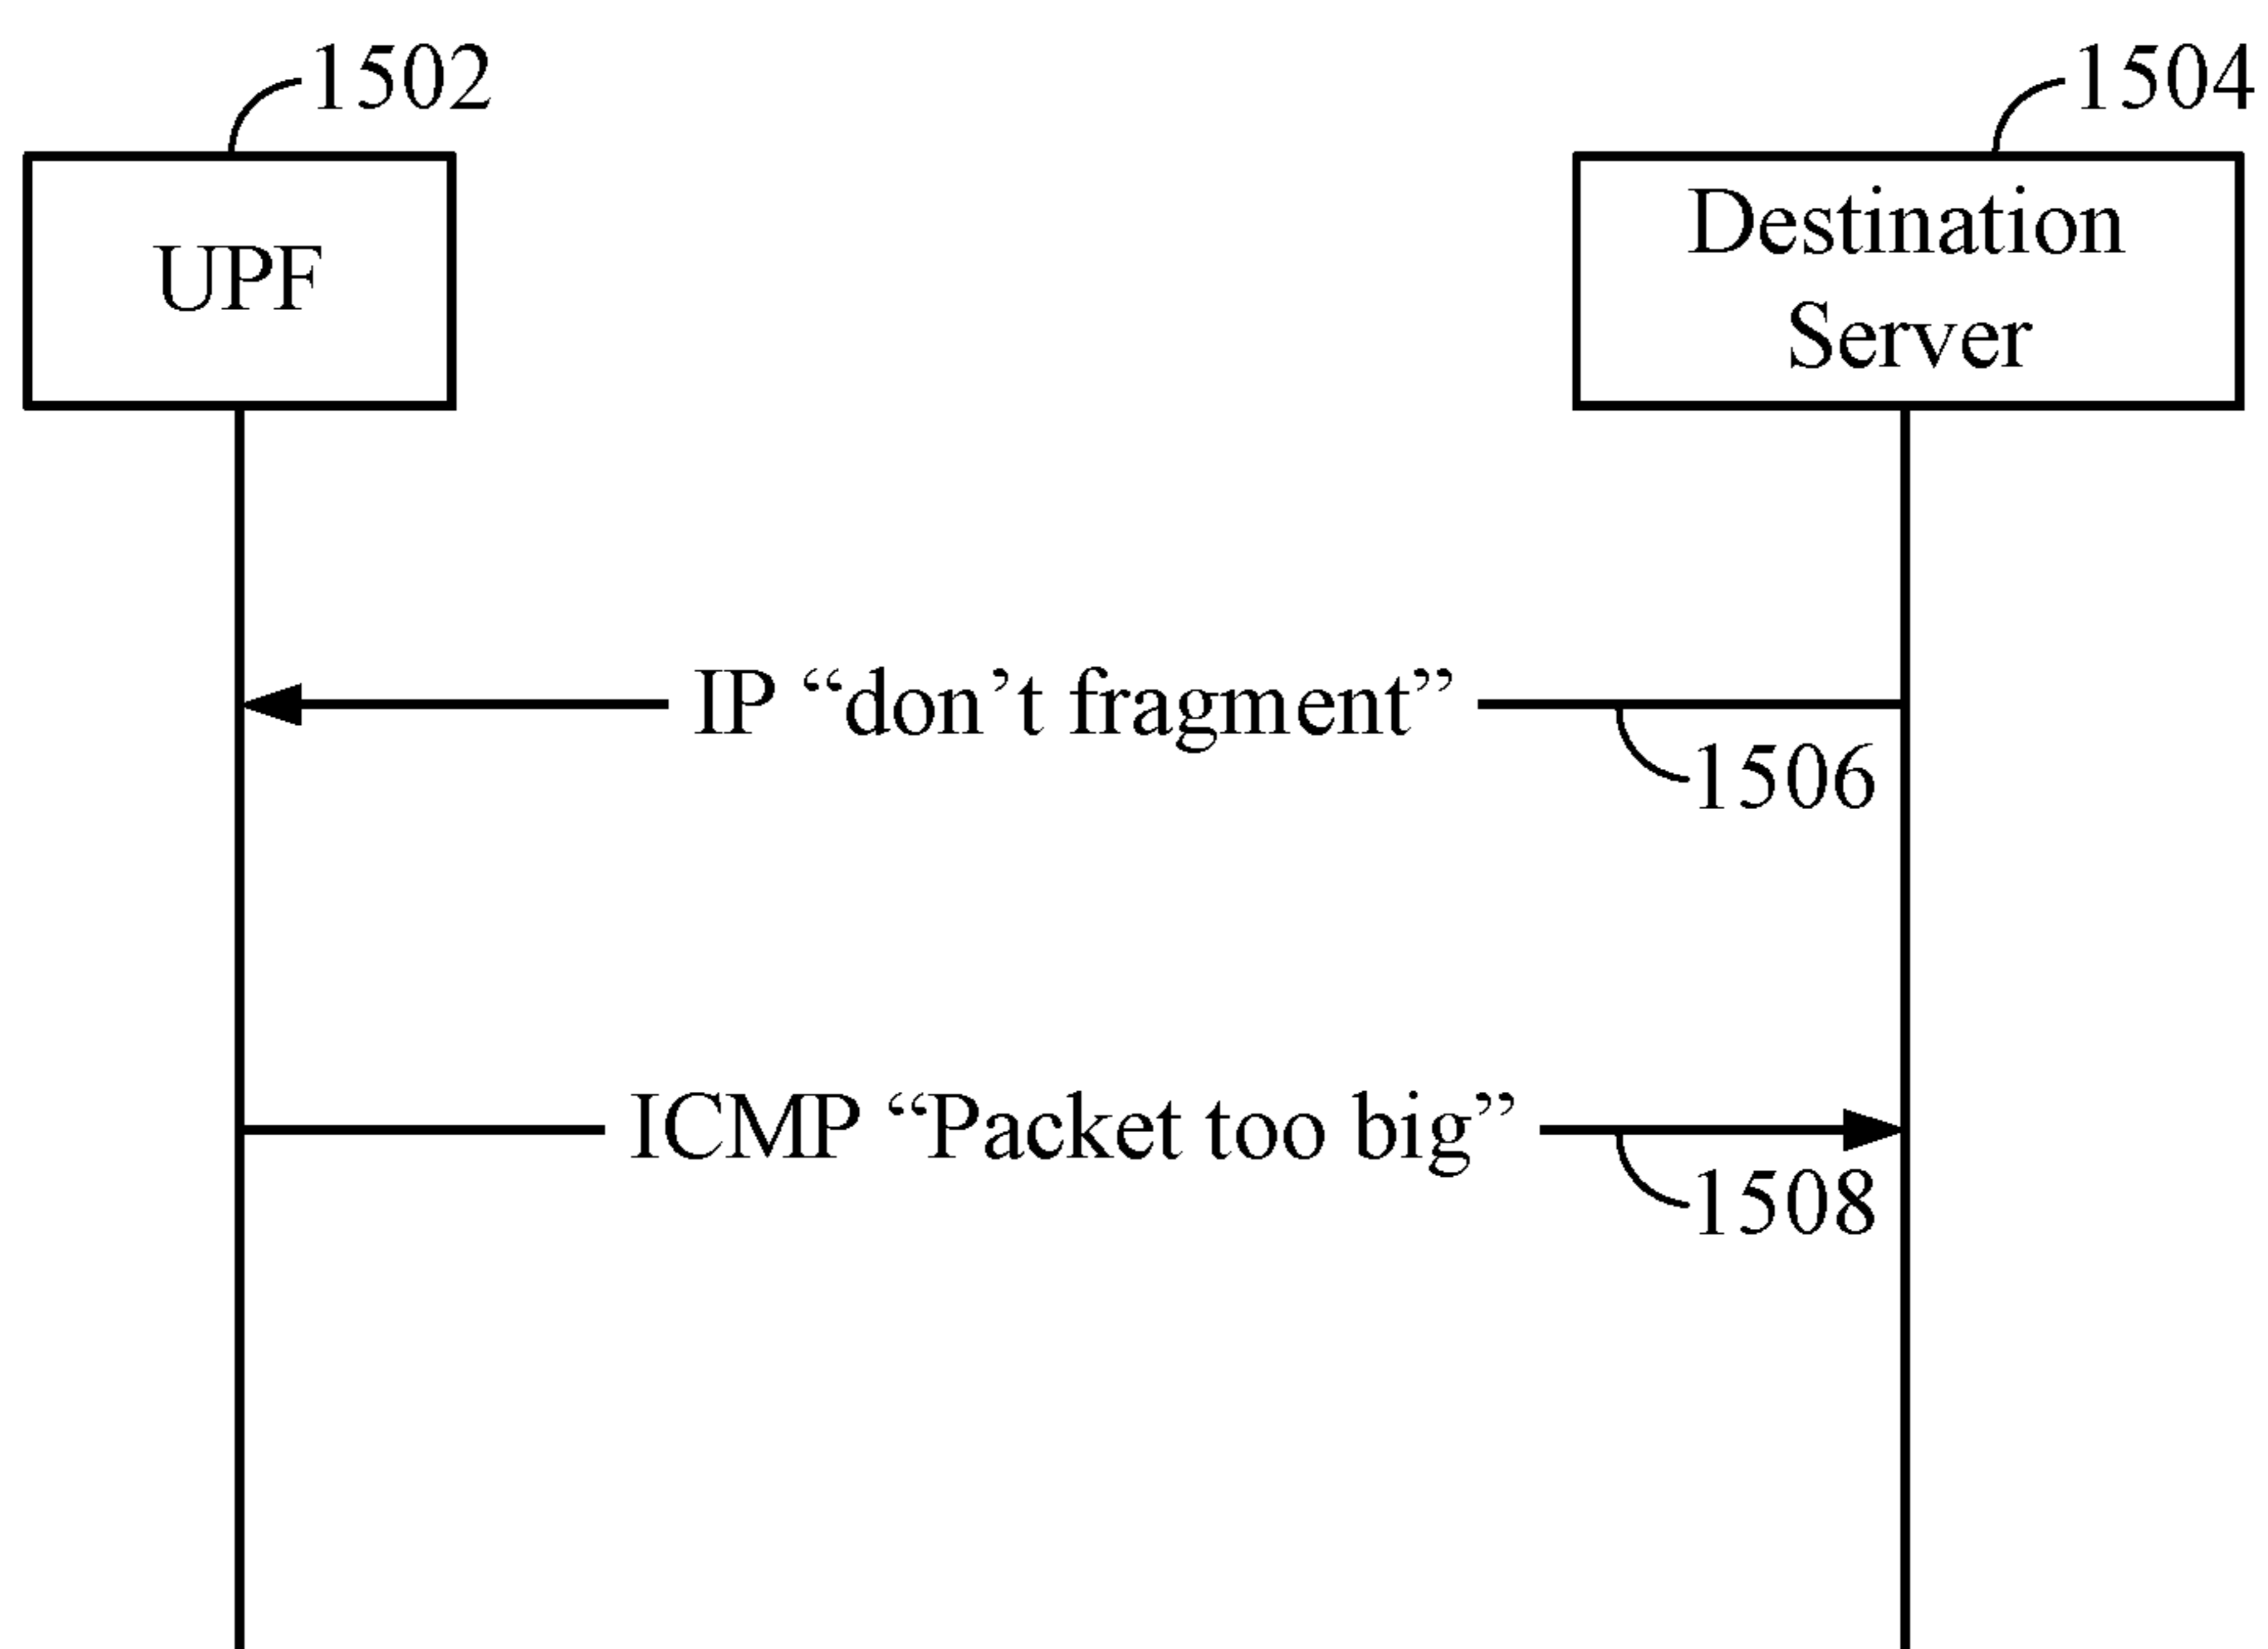 1502
1504
UPF
Destination
Server
IP “don’t fragment”
1506
ICMP “Packet too big”
1508